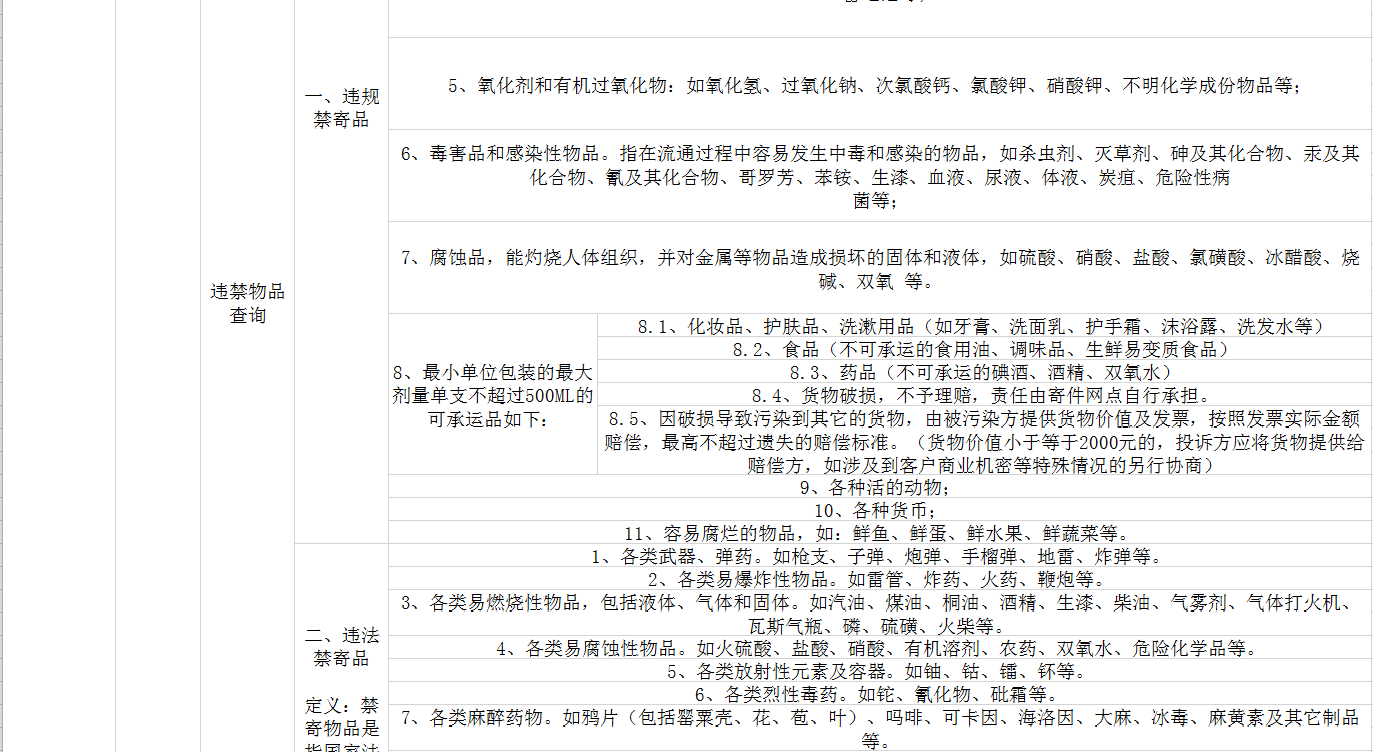 5、氧化剂和有机过氧化物：如氧化氢、过氧化钠、次氯酸钙、氯酸钾、硝酸钾、不明化学成份物品等；
一、违规
禁寄品
6、毒害品和感染性物品。指在流通过程中容易发生中毒和感染的物品，如杀虫剂、灭草剂、砷及其化合物、汞及其
化合物、氰及其化合物、哥罗芳、苯铵、生漆、血液、尿液、体液、炭疽、危险性病
菌等；
7、腐蚀品，能灼烧人体组织，并对金属等物品造成损坏的固体和液体，如硫酸、硝酸、盐酸、氯磺酸、冰醋酸、烧
碱、双氧 等。
违禁物品
查询
8、最小单位包装的最大
剂量单支不超过500ML的
可承运品如下：
8.1、化妆品、护肤品、洗漱用品（如牙膏、洗面乳、护手霜、沫浴露、洗发水等）
8.2、食品（不可承运的食用油、调味品、生鲜易变质食品）
8.3、药品（不可承运的碘酒、酒精、双氧水）
8.4、货物破损，不予理赔，责任由寄件网点自行承担。
8.5、因破损导致污染到其它的货物，由被污染方提供货物价值及发票，按照发票实际金额
赔偿，最高不超过遗失的赔偿标准。（货物价值小于等于2000元的，投诉方应将货物提供给
赔偿方，如涉及到客户商业机密等特殊情况的另行协商）
9、各种活的动物；
10、各种货币；
11、容易腐烂的物品，如：鲜鱼、鲜蛋、鲜水果、鲜蔬菜等。
二、违法
禁寄品
定义：禁
寄物品是
指国家法
1、各类武器、弹药。如枪支、子弹、炮弹、手榴弹、地雷、炸弹等。
2、各类易爆炸性物品。如雷管、炸药、火药、鞭炮等。
3、各类易燃烧性物品，包括液体、气体和固体。如汽油、煤油、桐油、酒精、生漆、柴油、气雾剂、气体打火机、
瓦斯气瓶、磷、硫磺、火柴等。
4、各类易腐蚀性物品。如火硫酸、盐酸、硝酸、有机溶剂、农药、双氧水、危险化学品等。
5、各类放射性元素及容器。如铀、钴、镭、钚等。
6、各类烈性毒药。如铊、氰化物、砒霜等。
7、各类麻醉药物。如鸦片（包括罂粟壳、花、苞、叶）、吗啡、可卡因、海洛因、大麻、冰毒、麻黄素及其它制品
等。